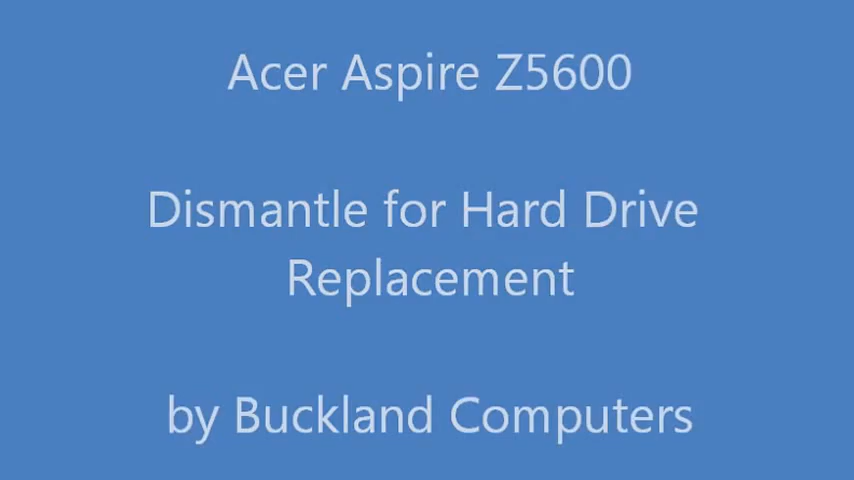 Acer Aspire Z5600
Dismantle for Hard Drive
Replacement
by Buckland Computers